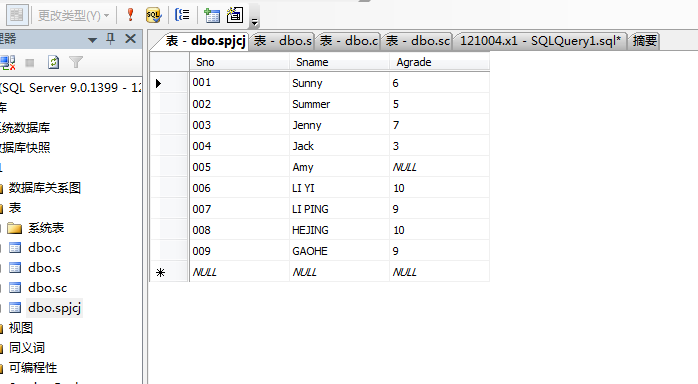 更改类型(Y)
理器
表 - dbo.spjcj 表 - dbo.s 表 - dbo.c 表 - dbo.sc 121004.x1 - SQLQuery1.sql* 摘要
(SQL Server 9.0.1399 - 12
库
系统数据库
数据库快照
1
数据库关系图
表
系统表
dbo.c
dbo.s
dbo.sc
dbo.spjcj
视图
同义词
可编程性
Sno Sname Agrade
001 Sunny 6
002 Summer 5
003 Jenny 7
004 Jack 3
005 Amy NULL
006 LI YI 10
007 LI PING 9
008 HEJING 10
009 GAOHE 9
NULL NULL NULL